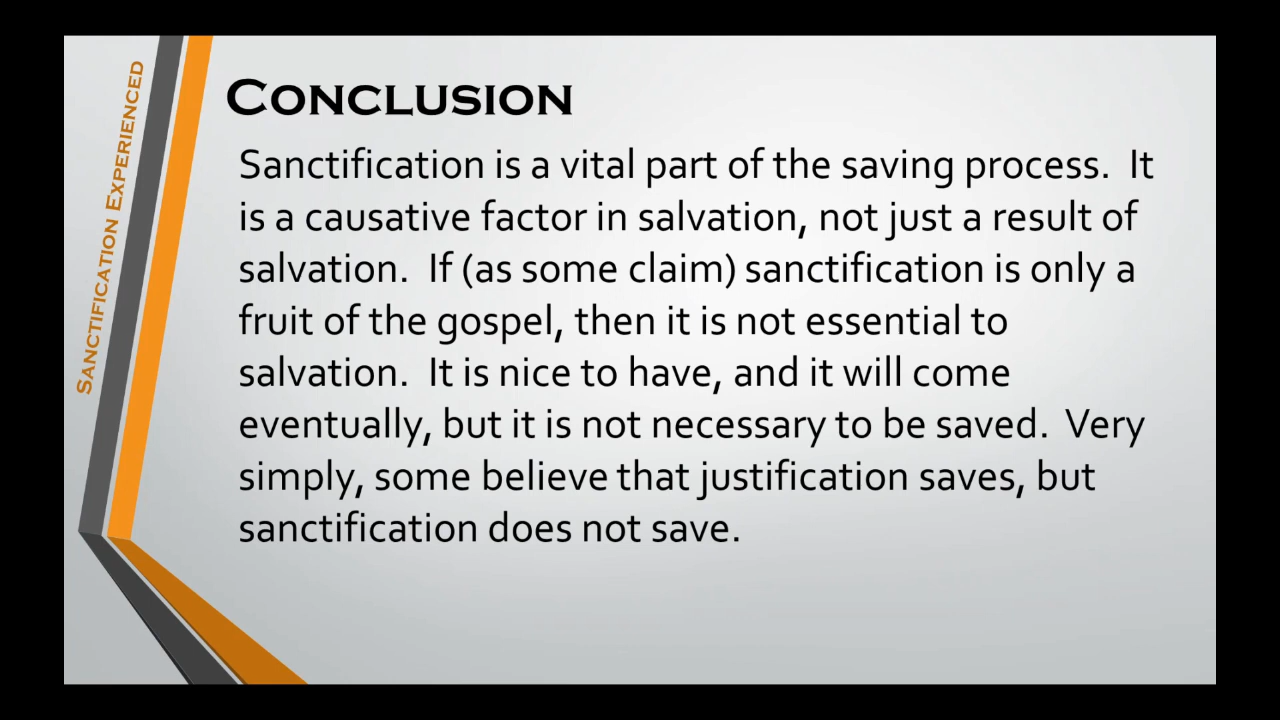 Sanctification Experienced
Conclusion
Sanctification is a vital part of the saving process.  It
is a causative factor in salvation, not just a result of
salvation.  If (as some claim) sanctification is only a
fruit of the gospel, then it is not essential to
salvation.  It is nice to have, and it will come
eventually, but it is not necessary to be saved.  Very
simply, some believe that justification saves, but
sanctification does not save.